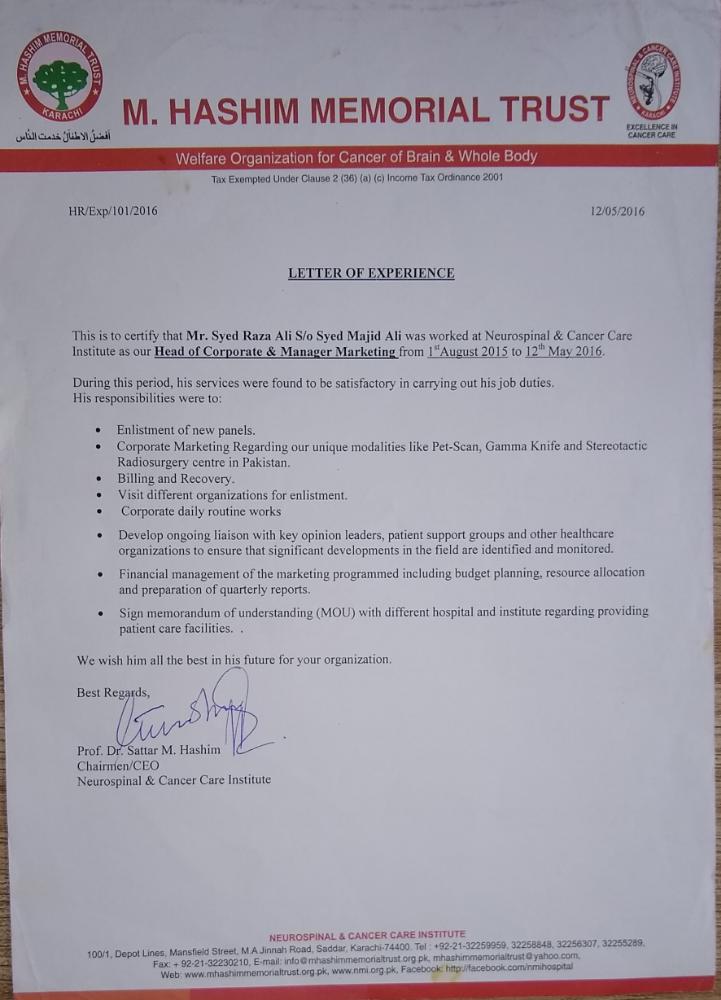 M. HASHIM MEMORIAL TRUST
KARACHI
أفضلُ الاطنانُ خدمت النَّاس
M. HASHIM MEMORIAL TRUST
NEUROSPINAL & CANCER CARE INSTITUTE
KARACHI
EXCELLENCE IN
CANCER CARE
Welfare Organization for Cancer of Brain & Whole Body
Tax Exempted Under Clause 2 (36) (a) (c) Income Tax Ordinance 2001
HR/Exp/101/2016 12/05/2016
LETTER OF EXPERIENCE
This is to certify that Mr. Syed Raza Ali S/o Syed Majid Ali was worked at Neurospinal & Cancer Care
Institute as our Head of Corporate & Manager Marketing from 1st August 2015 to 12th May 2016.
During this period, his services were found to be satisfactory in carrying out his job duties.
His responsibilities were to:
• Enlistment of new panels.
• Corporate Marketing Regarding our unique modalities like Pet-Scan, Gamma Knife and Stereotactic
Radiosurgery centre in Pakistan.
• Billing and Recovery.
• Visit different organizations for enlistment.
• Corporate daily routine works
• Develop ongoing liaison with key opinion leaders, patient support groups and other healthcare
organizations to ensure that significant developments in the field are identified and monitored.
• Financial management of the marketing programmed including budget planning, resource allocation
and preparation of quarterly reports.
• Sign memorandum of understanding (MOU) with different hospital and institute regarding providing
patient care facilities. .
We wish him all the best in his future for your organization.
Best Regards,
Prof. Dr. Sattar M. Hashim
Chairmen/CEO
Neurospinal & Cancer Care Institute
NEUROSPINAL & CANCER CARE INSTITUTE
100/1, Depot Lines, Mansfield Street, M.A Jinnah Road, Saddar, Karachi-74400. Tel : +92-21-32259959, 32258848, 32256307, 32255289,
Fax: + 92-21-32230210, E-mail: info@mhashimmemorialtrust.org.pk, mhashimmemorialtrust@yahoo.com,
Web: www.mhashimmemorialtrust.org.pk, www.nmi.org.pk, Facebook: http://facebook.com/nmihospital